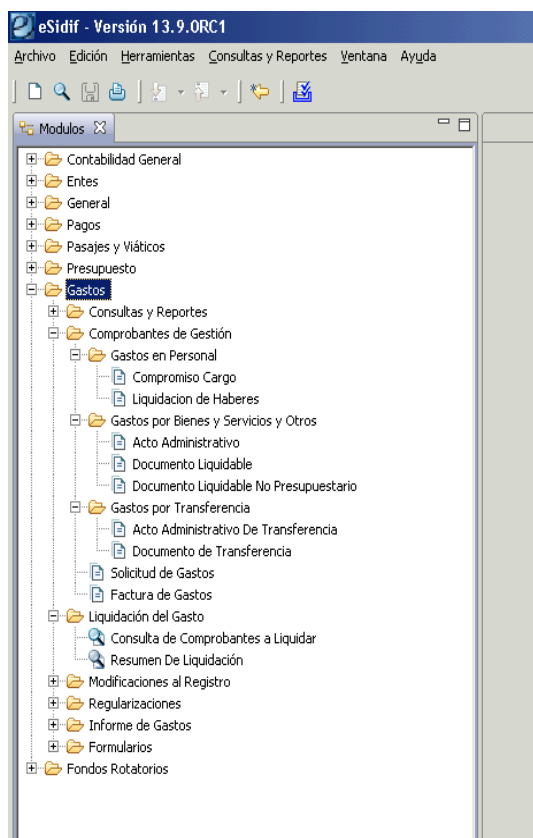 eSidif - Versión 13.9.0RC1
Archivo Edición Herramientas Consultas y Reportes Ventana Ayuda
Modulos
Contabilidad General
Entes
General
Pagos
Pasajes y Viáticos
Presupuesto
Gastos
Consultas y Reportes
Comprobantes de Gestión
Gastos en Personal
Compromiso Cargo
Liquidacion de Haberes
Gastos por Bienes y Servicios y Otros
Acto Administrativo
Documento Liquidable
Documento Liquidable No Presupuestario
Gastos por Transferencia
Acto Administrativo De Transferencia
Documento de Transferencia
Solicitud de Gastos
Factura de Gastos
Liquidación del Gasto
Consulta de Comprobantes a Liquidar
Resumen De Liquidación
Modificaciones al Registro
Regularizaciones
Informe de Gastos
Formularios
Fondos Rotatorios